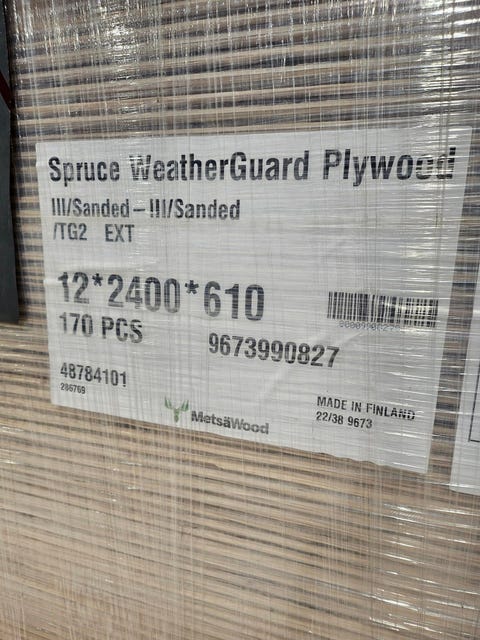 Spruce WeatherGuard Plywood
III/Sanded – III/Sanded
/TG2 EXT
12*2400*610
170 PCS
9673990827
48784101
286769
MetsäWood
MADE IN FINLAND
22/38 9673